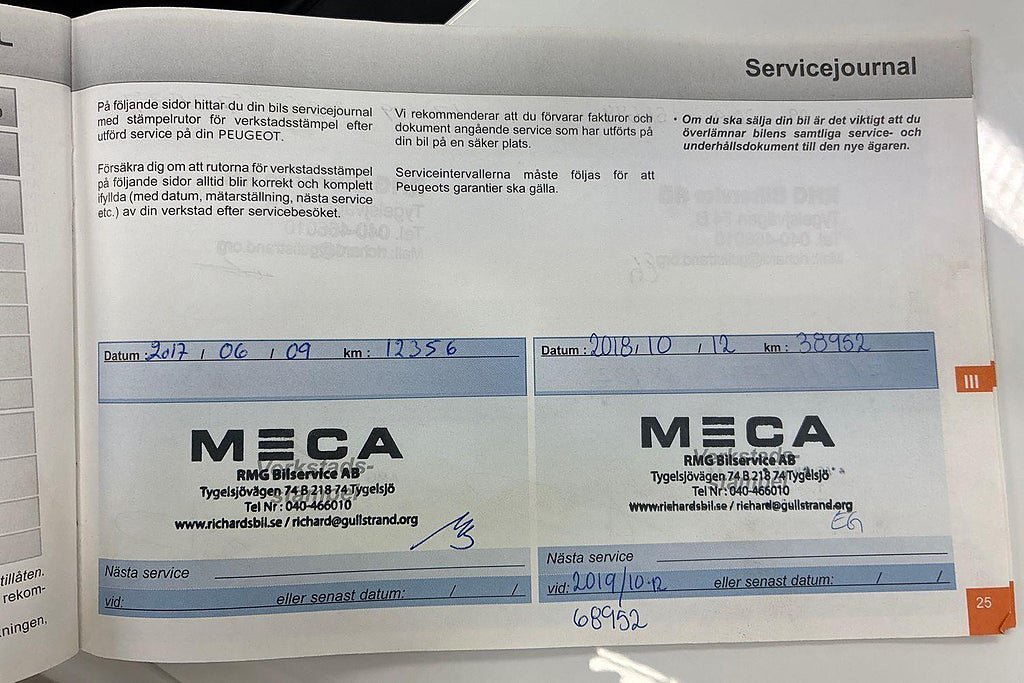 Servicejournal
På följande sidor hittar du din bils servicejournal
med stämpelrutor för verkstadsstämpel efter
utförd service på din PEUGEOT.
Försäkra dig om att rutorna för verkstadsstämpel
på följande sidor alltid blir korrekt och komplett
ifyllda (med datum, mätarställning, nästa service
etc.) av din verkstad efter servicebesöket.
Vi rekommenderar att du förvarar fakturor och
dokument angående service som har utförts på
din bil på en säker plats.
Serviceintervallerna måste följas för att
Peugeots garantier ska gälla.
• Om du ska sälja din bil är det viktigt att du
överlämnar bilens samtliga service- och
underhållsdokument till den nye ägaren.
Datum : 2017 / 06 / 09 km : 12356
MECA
Verkstads-
stämpel
RMG Bilservice AB
Tygelsjövägen 74 B 218 74 Tygelsjö
Tel Nr : 040-466010
www.richardsbil.se / richard@gullstrand.org
Nästa service
vid: eller senast datum: / /
Datum : 2018 / 10 / 12 km : 38952
MECA
Verkstads-
stämpel
RMG Bilservice AB
Tygelsjövägen 74 B 218 74 Tygelsjö
Tel Nr : 040-466010
www.richardsbil.se / richard@gullstrand.org
EG
Nästa service
vid: 2019/10-12 eller senast datum: / /
68952
III
25
tillåten.
rekom-
ningen,